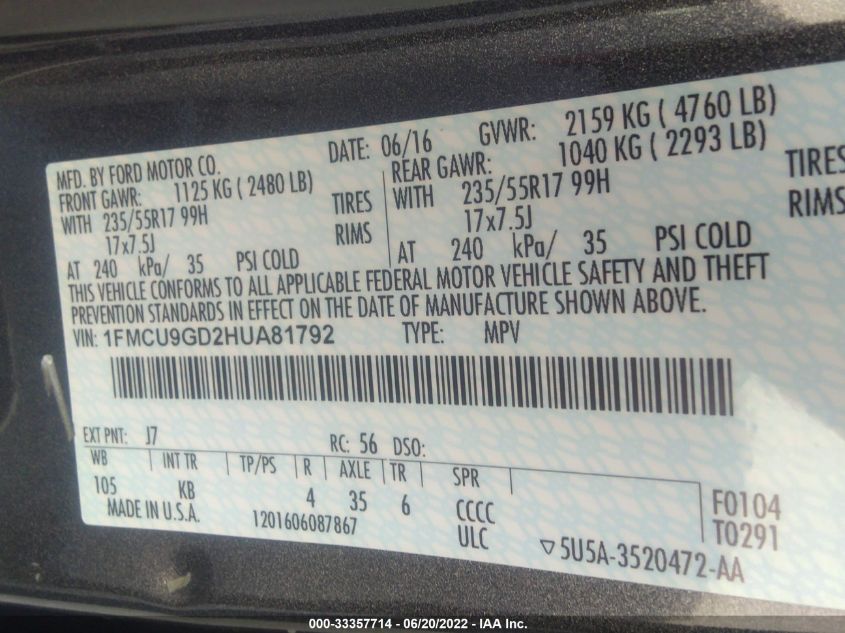 MFD. BY FORD MOTOR CO. DATE: 06/16 GVWR: 2159 KG ( 4760 LB)
FRONT GAWR: 1125 KG ( 2480 LB) REAR GAWR: 1040 KG ( 2293 LB)
WITH 235/55R17 99H TIRES WITH 235/55R17 99H TIRES
17x7.5J RIMS 17x7.5J RIMS
AT 240 kPa/ 35 PSI COLD AT 240 kPa/ 35 PSI COLD
THIS VEHICLE CONFORMS TO ALL APPLICABLE FEDERAL MOTOR VEHICLE SAFETY AND THEFT
PREVENTION STANDARDS IN EFFECT ON THE DATE OF MANUFACTURE SHOWN ABOVE.
VIN: 1FMCU9GD2HUA81792 TYPE: MPV
EXT PNT: J7 RC: 56 DSO:
WB INT TR TP/PS R AXLE TR SPR
105 KB 4 35 6 CCCC F0104
MADE IN U.S.A. 1201606087867 ULC T0291
▽5U5A-3520472-AA
000-33357714 - 06/20/2022 - IAA Inc.